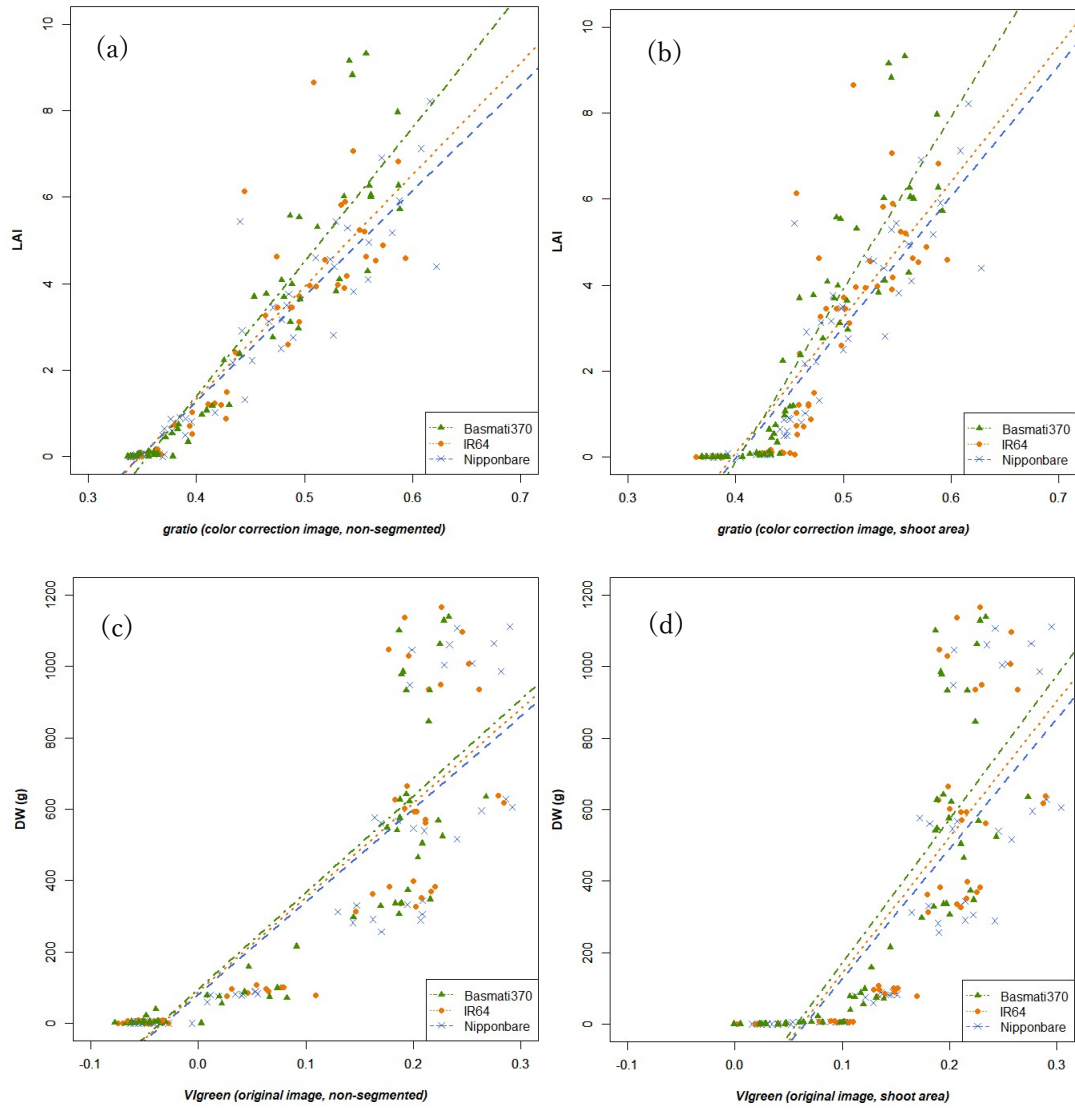 (a)
LAI
10
8
6
4
2
0
Basmati370
IR64
Nipponbare
0.3 0.4 0.5 0.6 0.7
gratio (color correction image, non-segmented)
(b)
LAI
10
8
6
4
2
0
Basmati370
IR64
Nipponbare
0.3 0.4 0.5 0.6 0.7
gratio (color correction image, shoot area)
(c)
DW (g)
1200
1000
800
600
400
200
0
Basmati370
IR64
Nipponbare
-0.1 0.0 0.1 0.2 0.3
VIgreen (original image, non-segmented)
(d)
DW (g)
1200
1000
800
600
400
200
0
Basmati370
IR64
Nipponbare
-0.1 0.0 0.1 0.2 0.3
VIgreen (original image, shoot area)